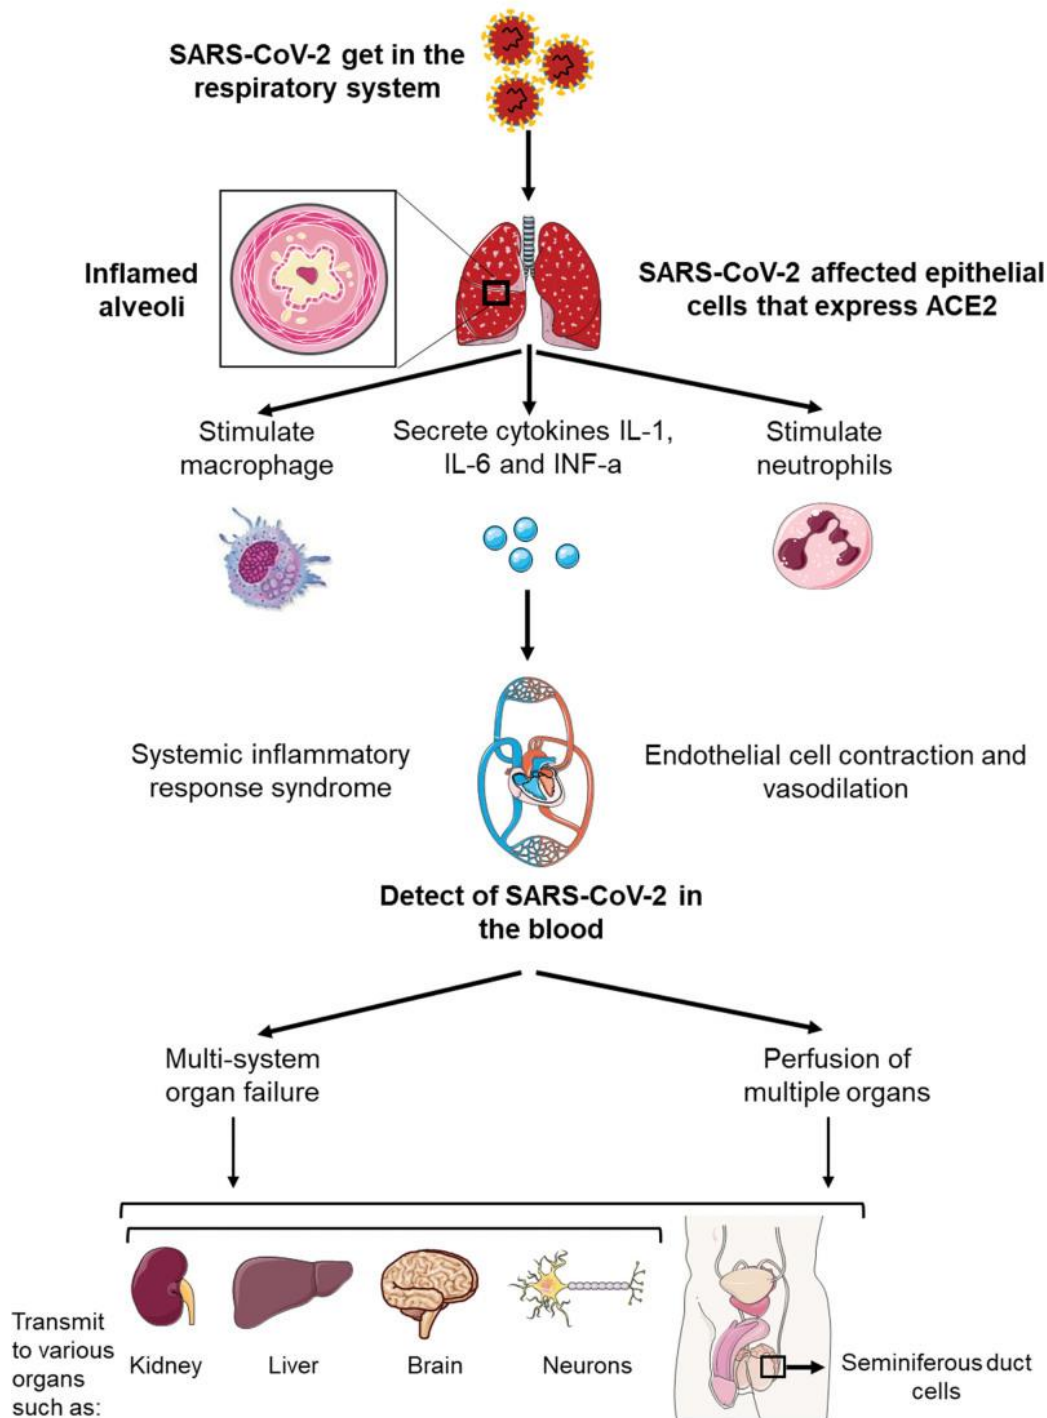 SARS-CoV-2 get in the
respiratory system
Inflamed
alveoli
SARS-CoV-2 affected epithelial
cells that express ACE2
Stimulate
macrophage
Secrete cytokines IL-1,
IL-6 and INF-a
Stimulate
neutrophils
Systemic inflammatory
response syndrome
Endothelial cell contraction and
vasodilation
Detect of SARS-CoV-2 in
the blood
Multi-system
organ failure
Perfusion of
multiple organs
Transmit
to various
organs
such as:
Kidney
Liver
Brain
Neurons
Seminiferous duct
cells